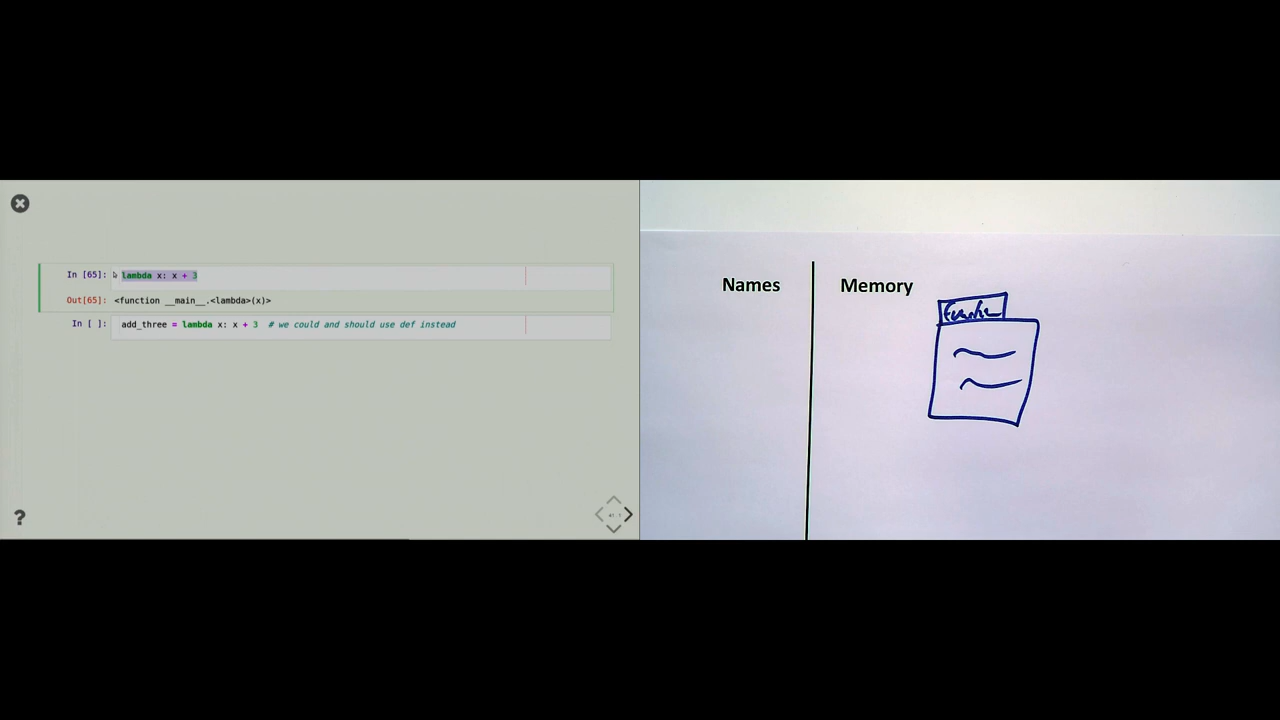 In [65]: lambda x: x + 3
Out[65]: <function __main__.<lambda>(x)>
In [ ]: add_three = lambda x: x + 3  # we could and should use def instead
?
Names
Memory